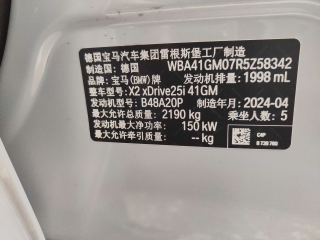 德国宝马汽车集团雷根斯堡工厂制造
制造国：德国 WBA41GM07R5Z58342
品牌：宝马(BMW)牌 发动机排量：1998 mL
整车型号：X2 xDrive25i 41GM
发动机型号：B48A20P 制造年月：2024-04
最大允许总质量：2190 kg 乘坐人数：5
发动机最大净功率：150 kW
最大允许牵引质量：-- kg
C4P
8 738 760